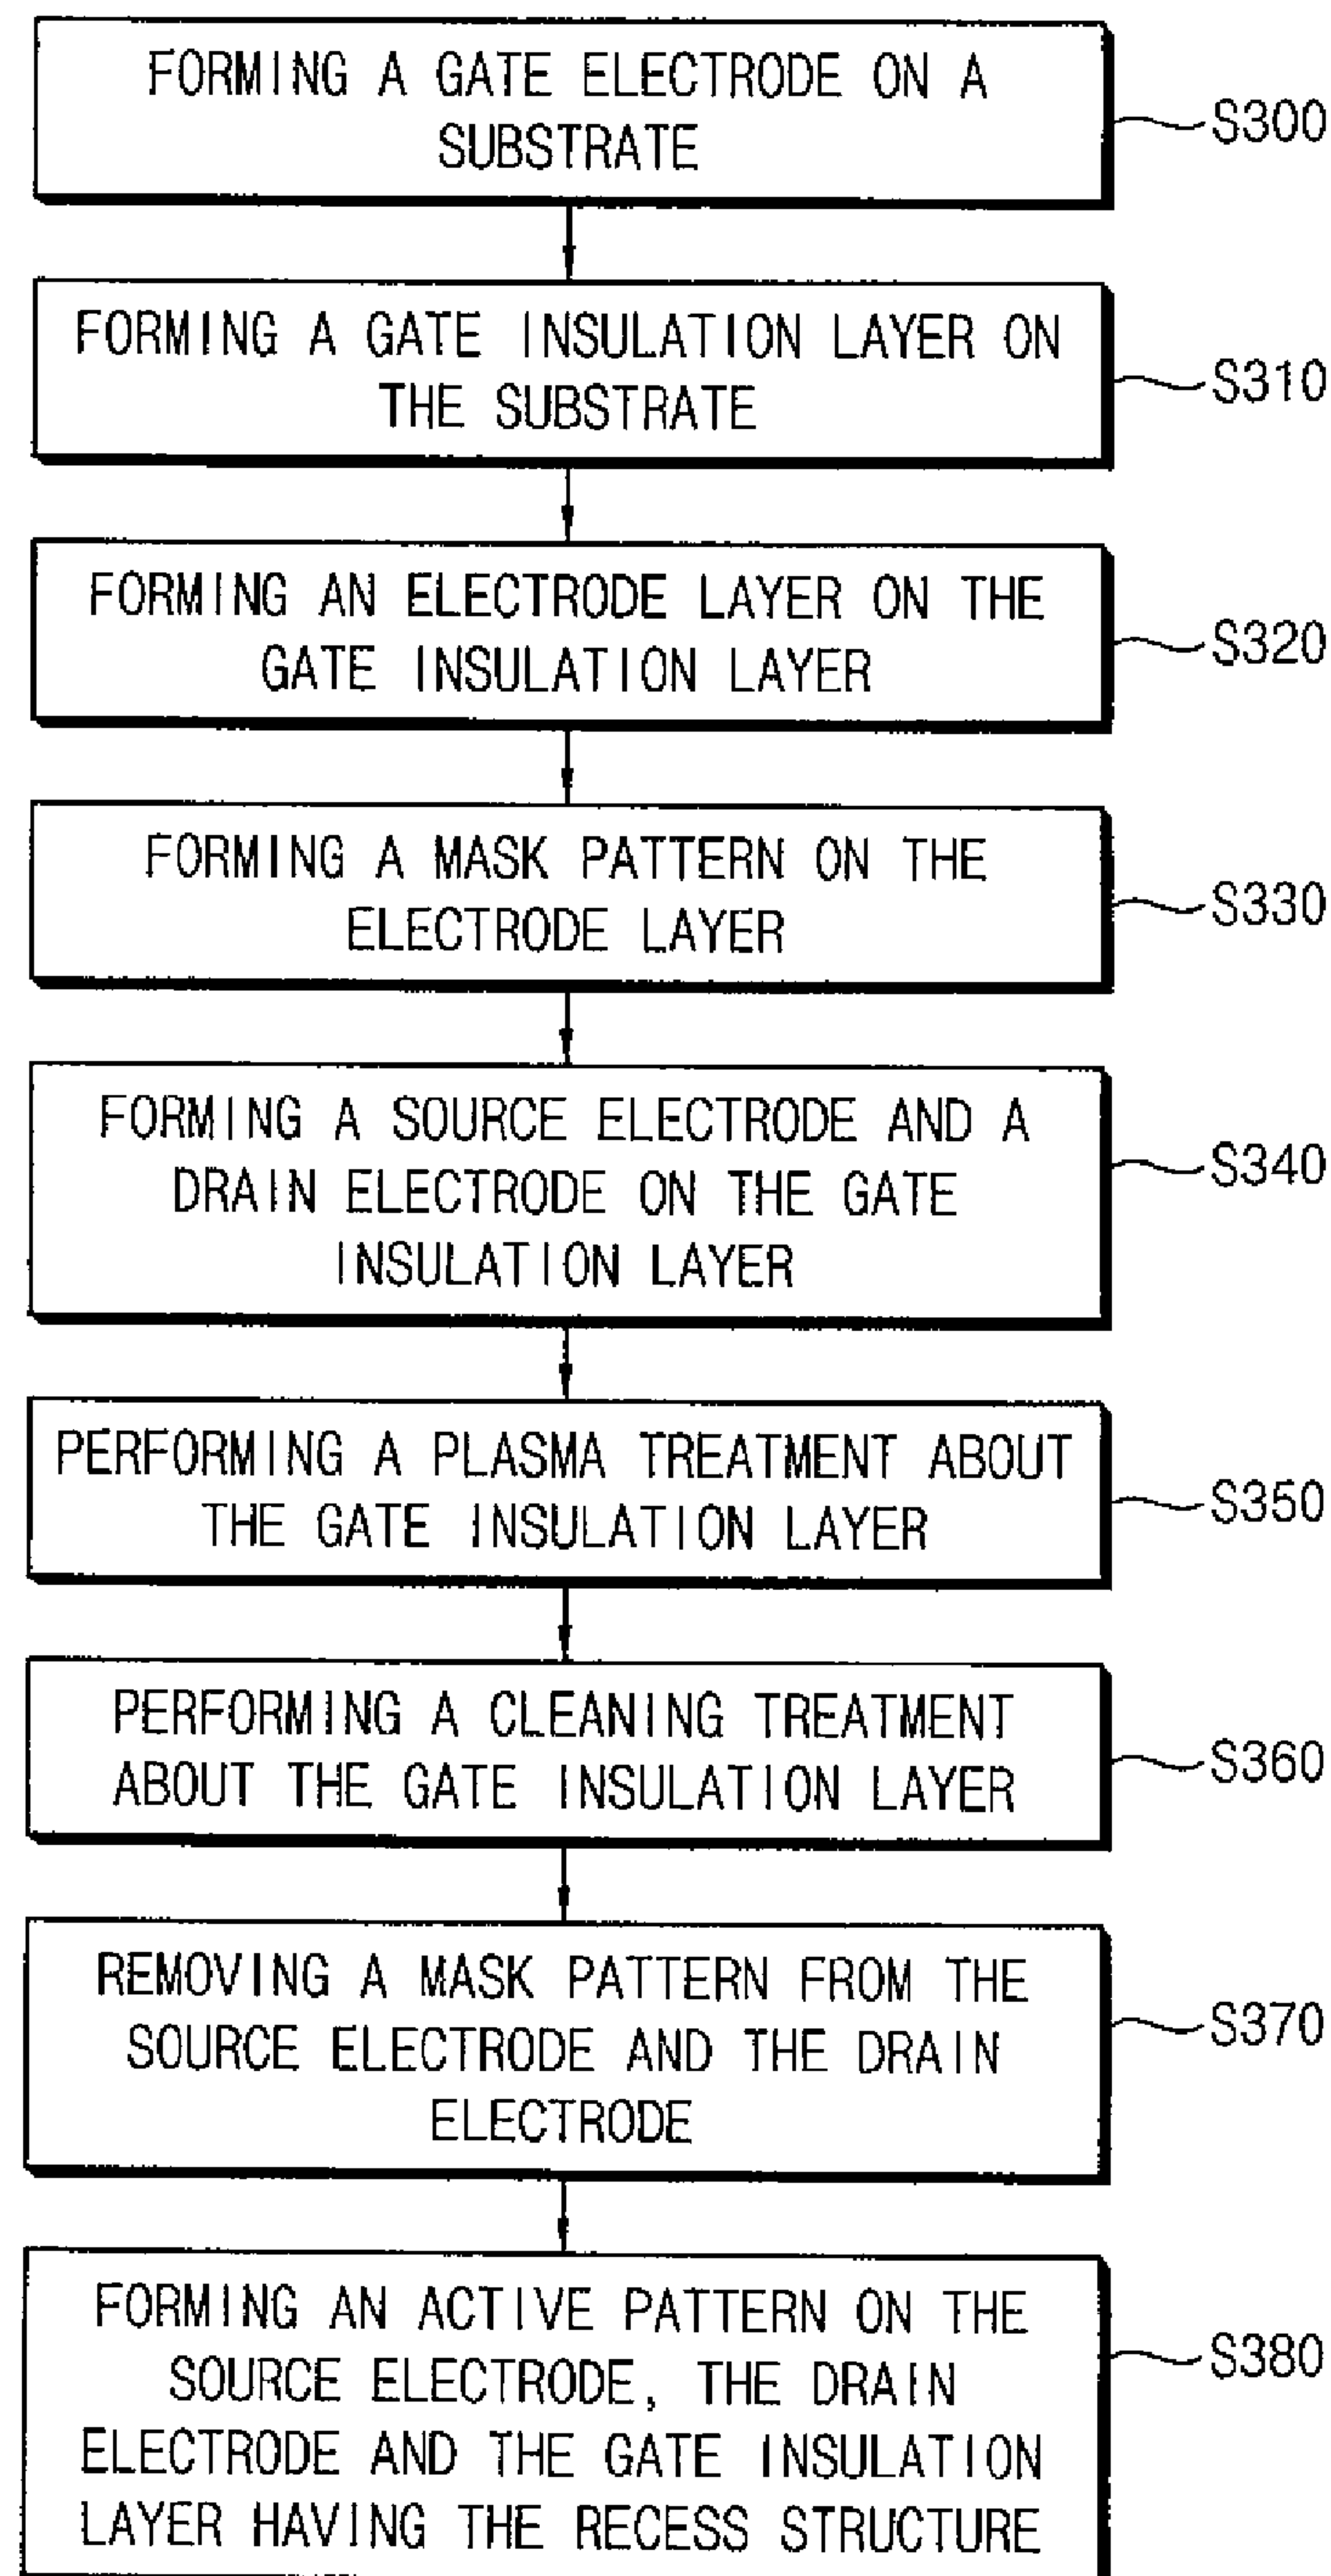 FORMING A GATE ELECTRODE ON A
SUBSTRATE
S300
FORMING A GATE INSULATION LAYER ON
THE SUBSTRATE
S310
FORMING AN ELECTRODE LAYER ON THE
GATE INSULATION LAYER
S320
FORMING A MASK PATTERN ON THE
ELECTRODE LAYER
S330
FORMING A SOURCE ELECTRODE AND A
DRAIN ELECTRODE ON THE GATE
INSULATION LAYER
S340
PERFORMING A PLASMA TREATMENT ABOUT
THE GATE INSULATION LAYER
S350
PERFORMING A CLEANING TREATMENT
ABOUT THE GATE INSULATION LAYER
S360
REMOVING A MASK PATTERN FROM THE
SOURCE ELECTRODE AND THE DRAIN
ELECTRODE
S370
FORMING AN ACTIVE PATTERN ON THE
SOURCE ELECTRODE, THE DRAIN
ELECTRODE AND THE GATE INSULATION
LAYER HAVING THE RECESS STRUCTURE
S380